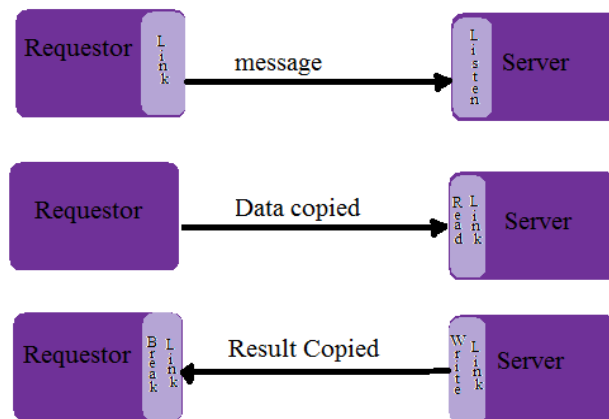 Requestor
Link
message
Listen
Server
Requestor
Data copied
Read Link
Server
Requestor
Break Link
Result Copied
Write Link
Server